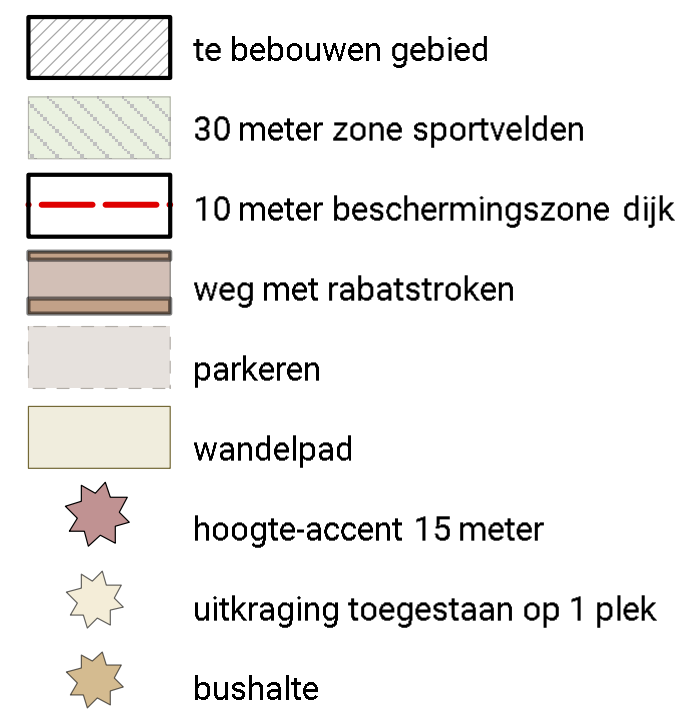 te bebouwen gebied
30 meter zone sportvelden
10 meter beschermingszone dijk
weg met rabatstroken
parkeren
wandelpad
hoogte-accent 15 meter
uitkraging toegestaan op 1 plek
bushalte